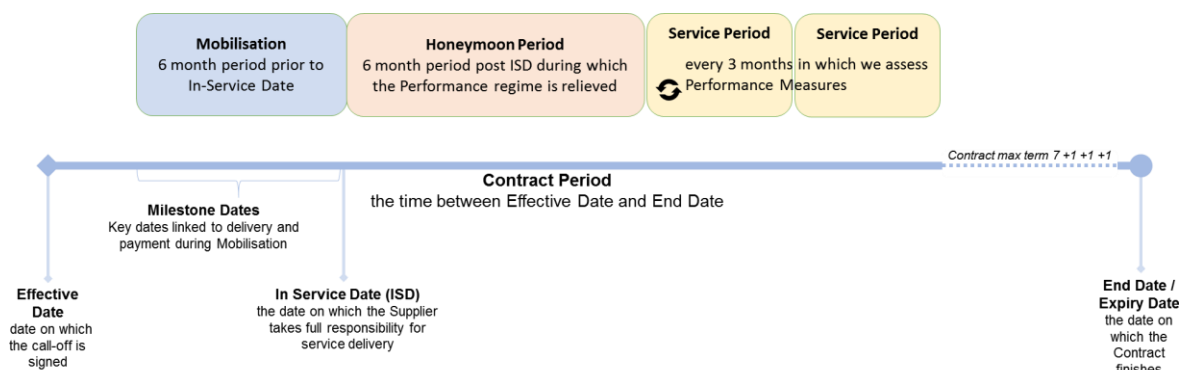 Mobilisation
6 month period prior to
In-Service Date
Honeymoon Period
6 month period post ISD during which
the Performance regime is relieved
Service Period
Service Period
every 3 months in which we assess
Performance Measures
Contract max term 7 +1 +1 +1
Contract Period
the time between Effective Date and End Date
Milestone Dates
Key dates linked to delivery and
payment during Mobilisation
Effective
Date
date on which
the call-off is
signed
In Service Date (ISD)
the date on which the Supplier
takes full responsibility for
service delivery
End Date /
Expiry Date
the date on
which the
Contract
finishes